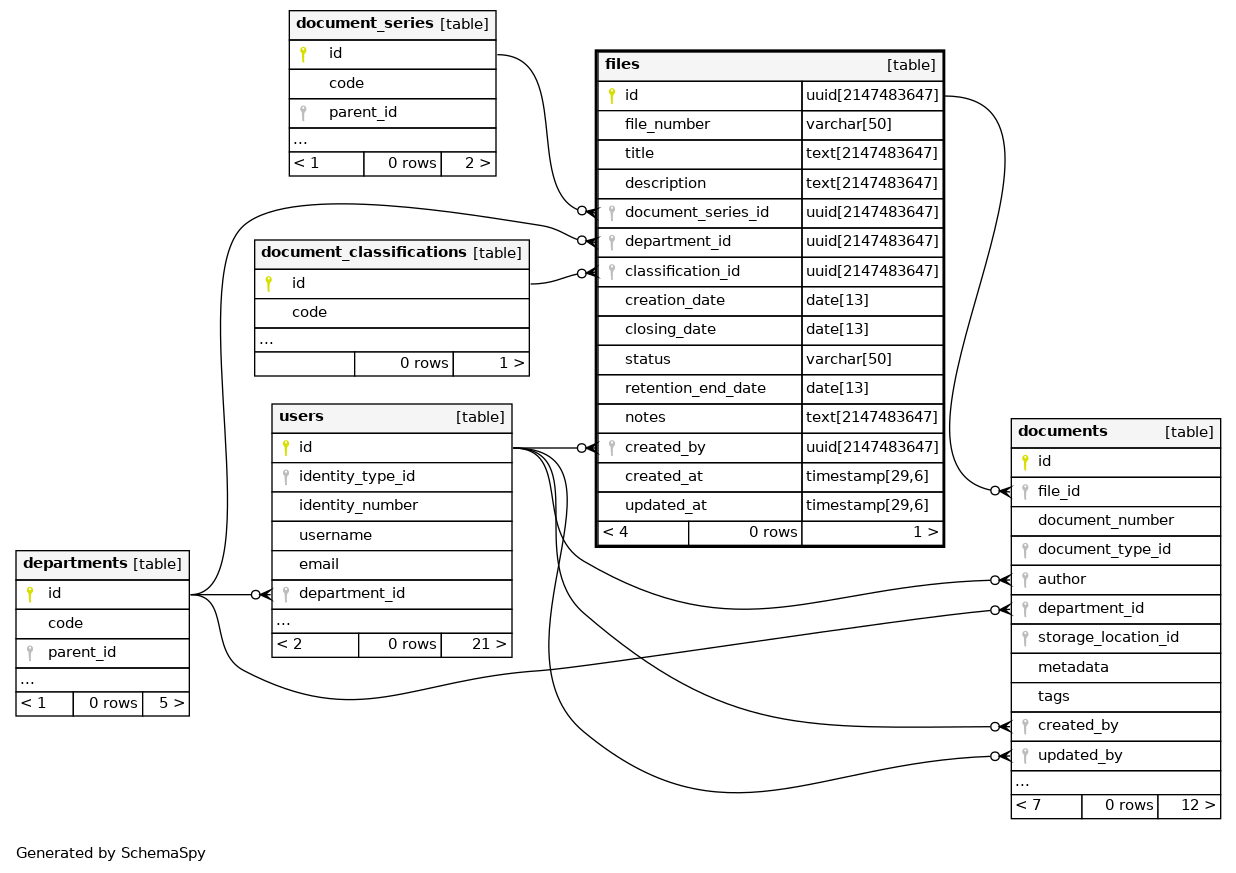 document_series [table]
id
code
parent_id
...
< 1 0 rows 2 >
files [table]
id uuid[2147483647]
file_number varchar[50]
title text[2147483647]
description text[2147483647]
document_series_id uuid[2147483647]
department_id uuid[2147483647]
classification_id uuid[2147483647]
creation_date date[13]
closing_date date[13]
status varchar[50]
retention_end_date date[13]
notes text[2147483647]
created_by uuid[2147483647]
created_at timestamp[29,6]
updated_at timestamp[29,6]
< 4 0 rows 1 >
document_classifications [table]
id
code
...
0 rows 1 >
users [table]
id
identity_type_id
identity_number
username
email
department_id
...
< 2 0 rows 21 >
documents [table]
id
file_id
document_number
document_type_id
author
department_id
storage_location_id
metadata
tags
created_by
updated_by
...
< 7 0 rows 12 >
departments [table]
id
code
parent_id
...
< 1 0 rows 5 >
Generated by SchemaSpy